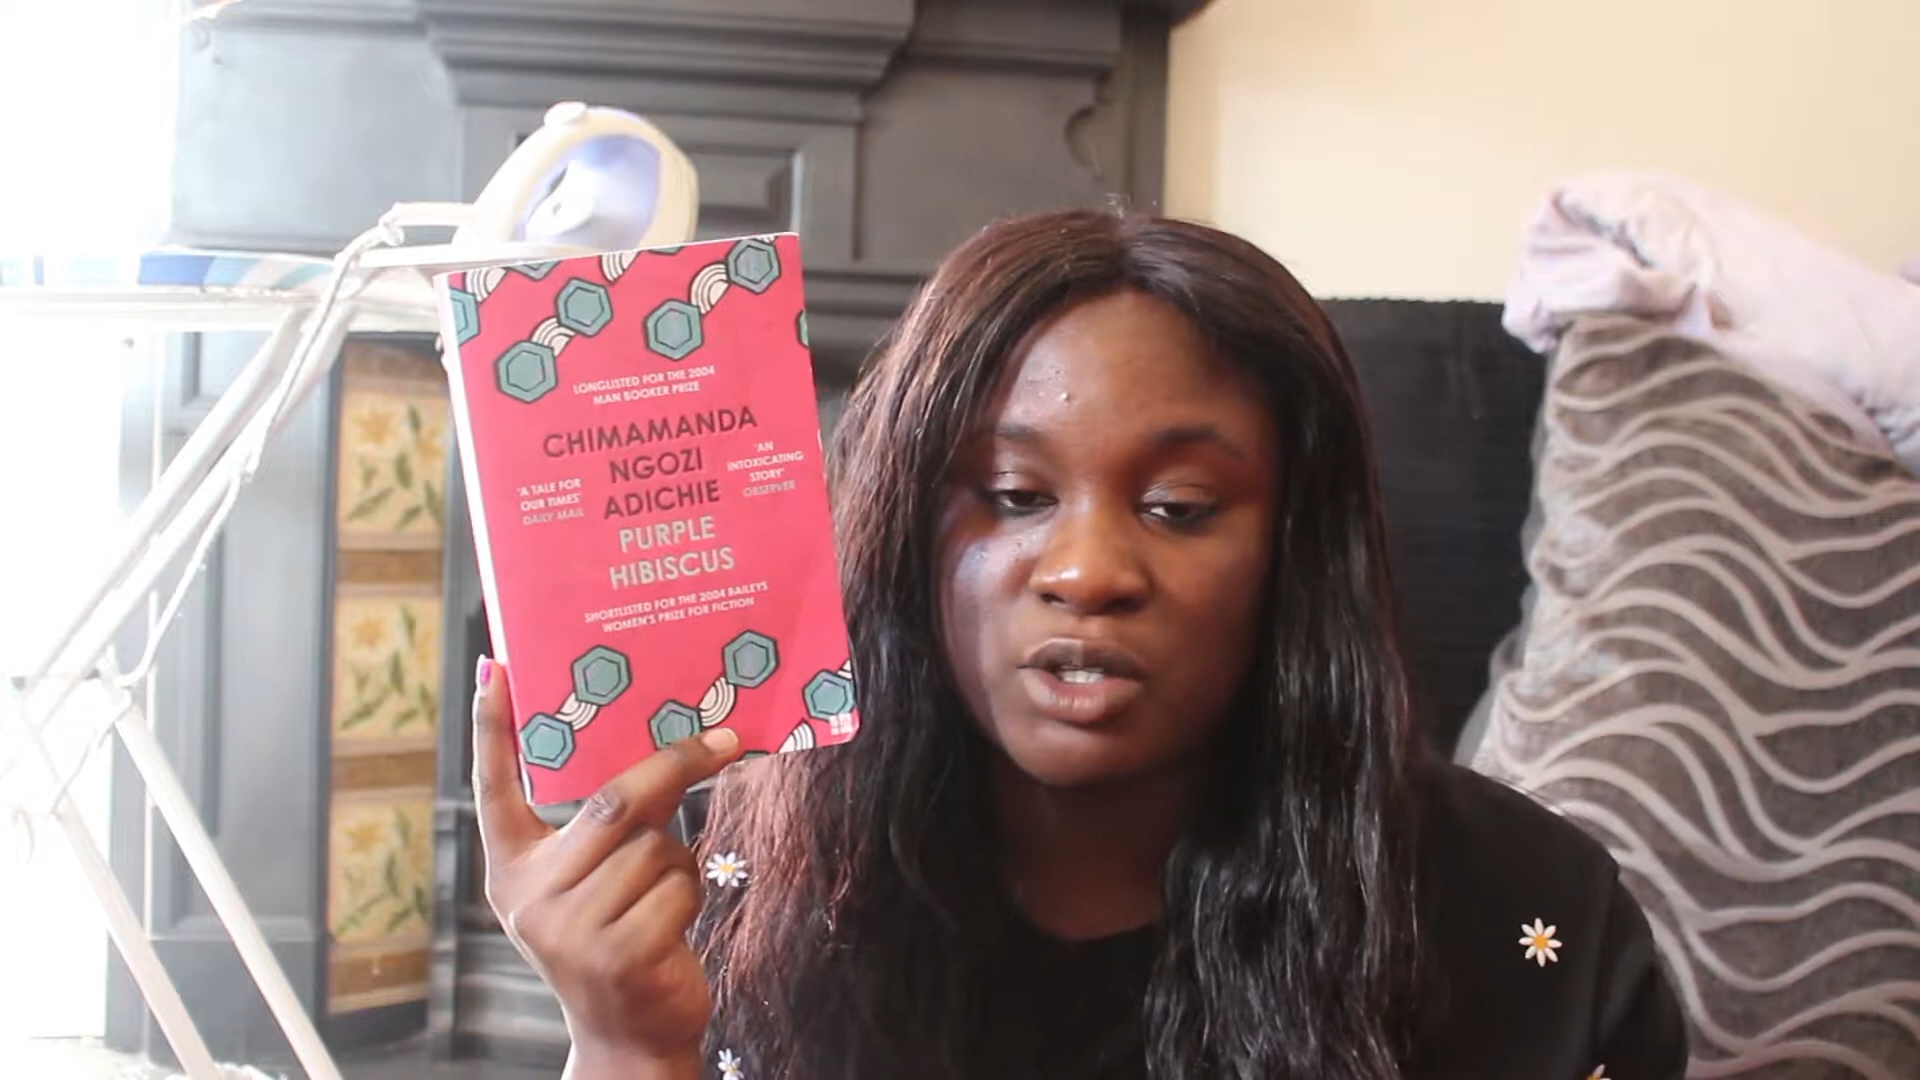 LONGLISTED FOR THE 2004
MAN BOOKER PRIZE
CHIMAMANDA
NGOZI
ADICHIE
'A TALE FOR
OUR TIMES'
DAILY MAIL
'AN
INTOXICATING
STORY'
OBSERVER
PURPLE
HIBISCUS
SHORTLISTED FOR THE 2004 BAILEYS
WOMEN'S PRIZE FOR FICTION